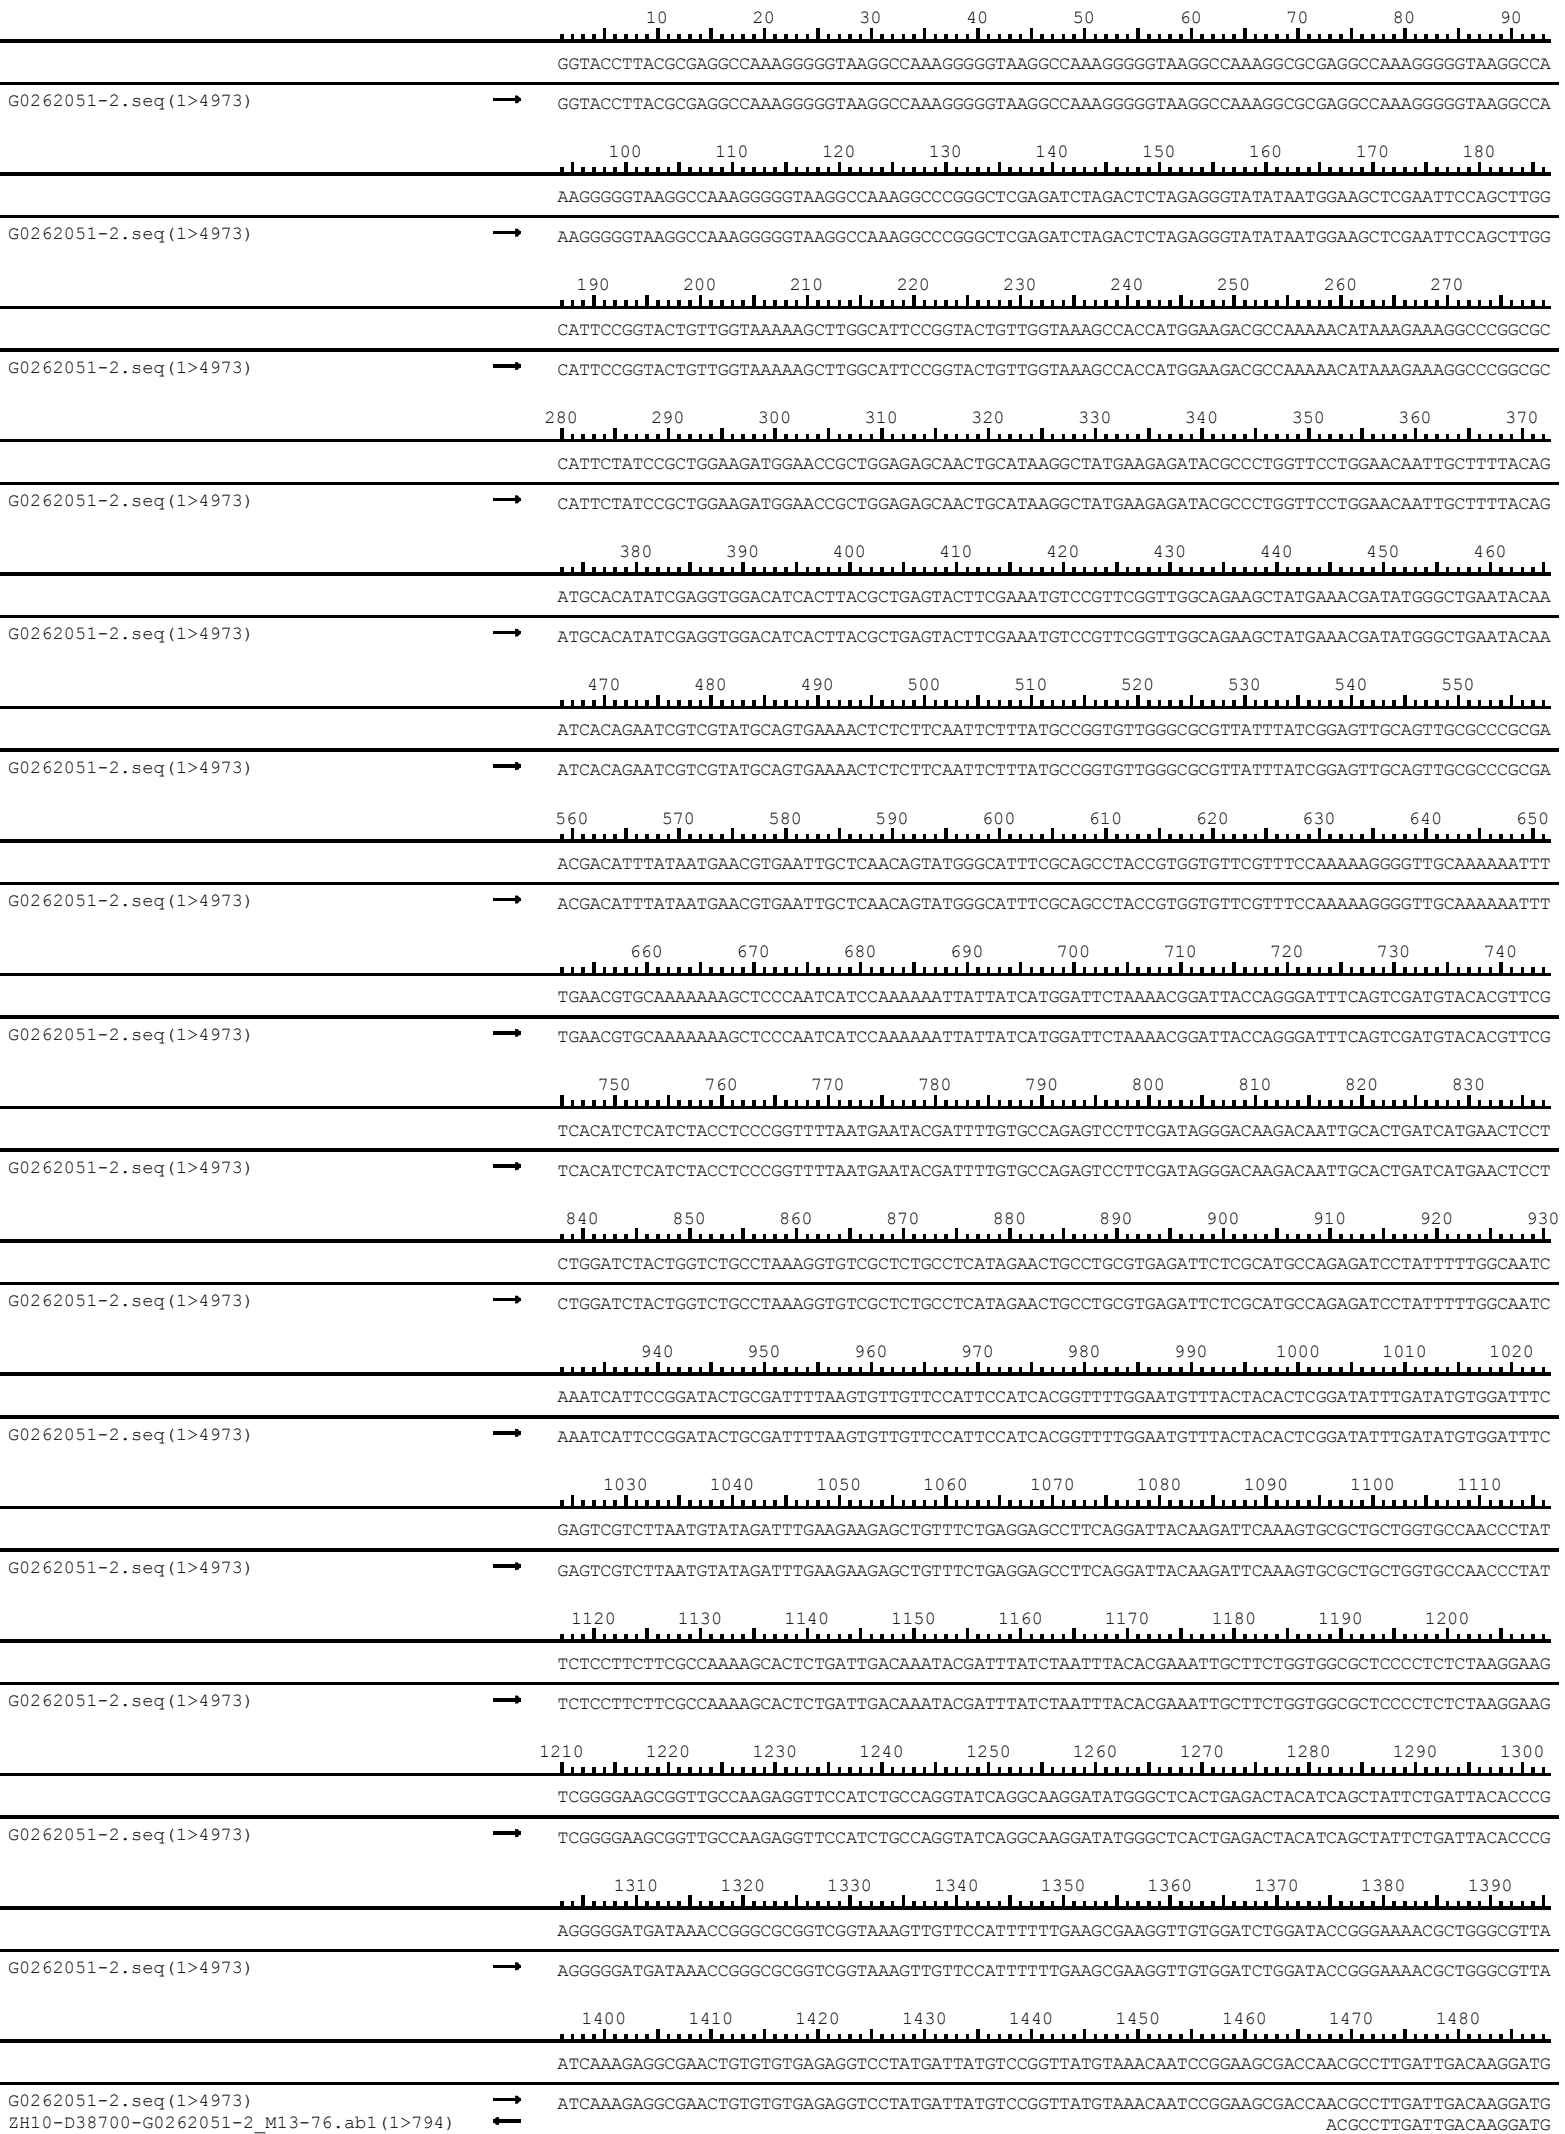 10 20 30 40 50 60 70 80 90
GGTACCTTACGCGAGGCCAAAGGGGGTAAGGCCAAAGGGGGTAAGGCCAAAGGGGGTAAGGCCAAAGGCGCGAGGCCAAAGGGGGTAAGGCCA
G0262051-2.seq(1>4973) GGTACCTTACGCGAGGCCAAAGGGGGTAAGGCCAAAGGGGGTAAGGCCAAAGGGGGTAAGGCCAAAGGCGCGAGGCCAAAGGGGGTAAGGCCA
100 110 120 130 140 150 160 170 180
AAGGGGGTAAGGCCAAAGGGGGTAAGGCCAAAGGCCCGGGCTCGAGATCTAGACTCTAGAGGGTATATAATGGAAGCTCGAATTCCAGCTTGG
G0262051-2.seq(1>4973) AAGGGGGTAAGGCCAAAGGGGGTAAGGCCAAAGGCCCGGGCTCGAGATCTAGACTCTAGAGGGTATATAATGGAAGCTCGAATTCCAGCTTGG
190 200 210 220 230 240 250 260 270
CATTCCGGTACTGTTGGTAAAAAGCTTGGCATTCCGGTACTGTTGGTAAAGCCACCATGGAAGACGCCAAAAACATAAAGAAAGGCCCGGCGC
G0262051-2.seq(1>4973) CATTCCGGTACTGTTGGTAAAAAGCTTGGCATTCCGGTACTGTTGGTAAAGCCACCATGGAAGACGCCAAAAACATAAAGAAAGGCCCGGCGC
280 290 300 310 320 330 340 350 360 370
CATTCTATCCGCTGGAAGATGGAACCGCTGGAGAGCAACTGCATAAGGCTATGAAGAGATACGCCCTGGTTCCTGGAACAATTGCTTTTACAG
G0262051-2.seq(1>4973) CATTCTATCCGCTGGAAGATGGAACCGCTGGAGAGCAACTGCATAAGGCTATGAAGAGATACGCCCTGGTTCCTGGAACAATTGCTTTTACAG
380 390 400 410 420 430 440 450 460
ATGCACATATCGAGGTGGACATCACTTACGCTGAGTACTTCGAAATGTCCGTTCGGTTGGCAGAAGCTATGAAACGATATGGGCTGAATACAA
G0262051-2.seq(1>4973) ATGCACATATCGAGGTGGACATCACTTACGCTGAGTACTTCGAAATGTCCGTTCGGTTGGCAGAAGCTATGAAACGATATGGGCTGAATACAA
470 480 490 500 510 520 530 540 550
ATCACAGAATCGTCGTATGCAGTGAAAACTCTCTTCAATTCTTTATGCCGGTGTTGGGCGCGTTATTTATCGGAGTTGCAGTTGCGCCCGCGA
G0262051-2.seq(1>4973) ATCACAGAATCGTCGTATGCAGTGAAAACTCTCTTCAATTCTTTATGCCGGTGTTGGGCGCGTTATTTATCGGAGTTGCAGTTGCGCCCGCGA
560 570 580 590 600 610 620 630 640 650
ACGACATTTATAATGAACGTGAATTGCTCAACAGTATGGGCATTTCGCAGCCTACCGTGGTGTTCGTTTCCAAAAAGGGGTTGCAAAAAATTT
G0262051-2.seq(1>4973) ACGACATTTATAATGAACGTGAATTGCTCAACAGTATGGGCATTTCGCAGCCTACCGTGGTGTTCGTTTCCAAAAAGGGGTTGCAAAAAATTT
660 670 680 690 700 710 720 730 740
TGAACGTGCAAAAAAAGCTCCCAATCATCCAAAAAATTATTATCATGGATTCTAAAACGGATTACCAGGGATTTCAGTCGATGTACACGTTCG
G0262051-2.seq(1>4973) TGAACGTGCAAAAAAAGCTCCCAATCATCCAAAAAATTATTATCATGGATTCTAAAACGGATTACCAGGGATTTCAGTCGATGTACACGTTCG
750 760 770 780 790 800 810 820 830
TCACATCTCATCTACCTCCCGGTTTTAATGAATACGATTTTGTGCCAGAGTCCTTCGATAGGGACAAGACAATTGCACTGATCATGAACTCCT
G0262051-2.seq(1>4973) TCACATCTCATCTACCTCCCGGTTTTAATGAATACGATTTTGTGCCAGAGTCCTTCGATAGGGACAAGACAATTGCACTGATCATGAACTCCT
840 850 860 870 880 890 900 910 920 930
CTGGATCTACTGGTCTGCCTAAAGGTGTCGCTCTGCCTCATAGAACTGCCTGCGTGAGATTCTCGCATGCCAGAGATCCTATTTTTGGCAATC
G0262051-2.seq(1>4973) CTGGATCTACTGGTCTGCCTAAAGGTGTCGCTCTGCCTCATAGAACTGCCTGCGTGAGATTCTCGCATGCCAGAGATCCTATTTTTGGCAATC
940 950 960 970 980 990 1000 1010 1020
AAATCATTCCGGATACTGCGATTTTAAGTGTTGTTCCATTCCATCACGGTTTTGGAATGTTTACTACACTCGGATATTTGATATGTGGATTTC
G0262051-2.seq(1>4973) AAATCATTCCGGATACTGCGATTTTAAGTGTTGTTCCATTCCATCACGGTTTTGGAATGTTTACTACACTCGGATATTTGATATGTGGATTTC
1030 1040 1050 1060 1070 1080 1090 1100 1110
GAGTCGTCTTAATGTATAGATTTGAAGAAGAGCTGTTTCTGAGGAGCCTTCAGGATTACAAGATTCAAAGTGCGCTGCTGGTGCCAACCCTAT
G0262051-2.seq(1>4973) GAGTCGTCTTAATGTATAGATTTGAAGAAGAGCTGTTTCTGAGGAGCCTTCAGGATTACAAGATTCAAAGTGCGCTGCTGGTGCCAACCCTAT
1120 1130 1140 1150 1160 1170 1180 1190 1200
TCTCCTTCTTCGCCAAAAGCACTCTGATTGACAAATACGATTTATCTAATTTACACGAAATTGCTTCTGGTGGCGCTCCCCTCTCTAAGGAAG
G0262051-2.seq(1>4973) TCTCCTTCTTCGCCAAAAGCACTCTGATTGACAAATACGATTTATCTAATTTACACGAAATTGCTTCTGGTGGCGCTCCCCTCTCTAAGGAAG
1210 1220 1230 1240 1250 1260 1270 1280 1290 1300
TCGGGGAAGCGGTTGCCAAGAGGTTCCATCTGCCAGGTATCAGGCAAGGATATGGGCTCACTGAGACTACATCAGCTATTCTGATTACACCCG
G0262051-2.seq(1>4973) TCGGGGAAGCGGTTGCCAAGAGGTTCCATCTGCCAGGTATCAGGCAAGGATATGGGCTCACTGAGACTACATCAGCTATTCTGATTACACCCG
1310 1320 1330 1340 1350 1360 1370 1380 1390
AGGGGGATGATAAACCGGGCGCGGTCGGTAAAGTTGTTCCATTTTTTGAAGCGAAGGTTGTGGATCTGGATACCGGGAAAACGCTGGGCGTTA
G0262051-2.seq(1>4973) AGGGGGATGATAAACCGGGCGCGGTCGGTAAAGTTGTTCCATTTTTTGAAGCGAAGGTTGTGGATCTGGATACCGGGAAAACGCTGGGCGTTA
1400 1410 1420 1430 1440 1450 1460 1470 1480
ATCAAAGAGGCGAACTGTGTGTGAGAGGTCCTATGATTATGTCCGGTTATGTAAACAATCCGGAAGCGACCAACGCCTTGATTGACAAGGATG
G0262051-2.seq(1>4973) ATCAAAGAGGCGAACTGTGTGTGAGAGGTCCTATGATTATGTCCGGTTATGTAAACAATCCGGAAGCGACCAACGCCTTGATTGACAAGGATG
ZH10-D38700-G0262051-2_M13-76.ab1(1>794) ACGCCTTGATTGACAAGGATG